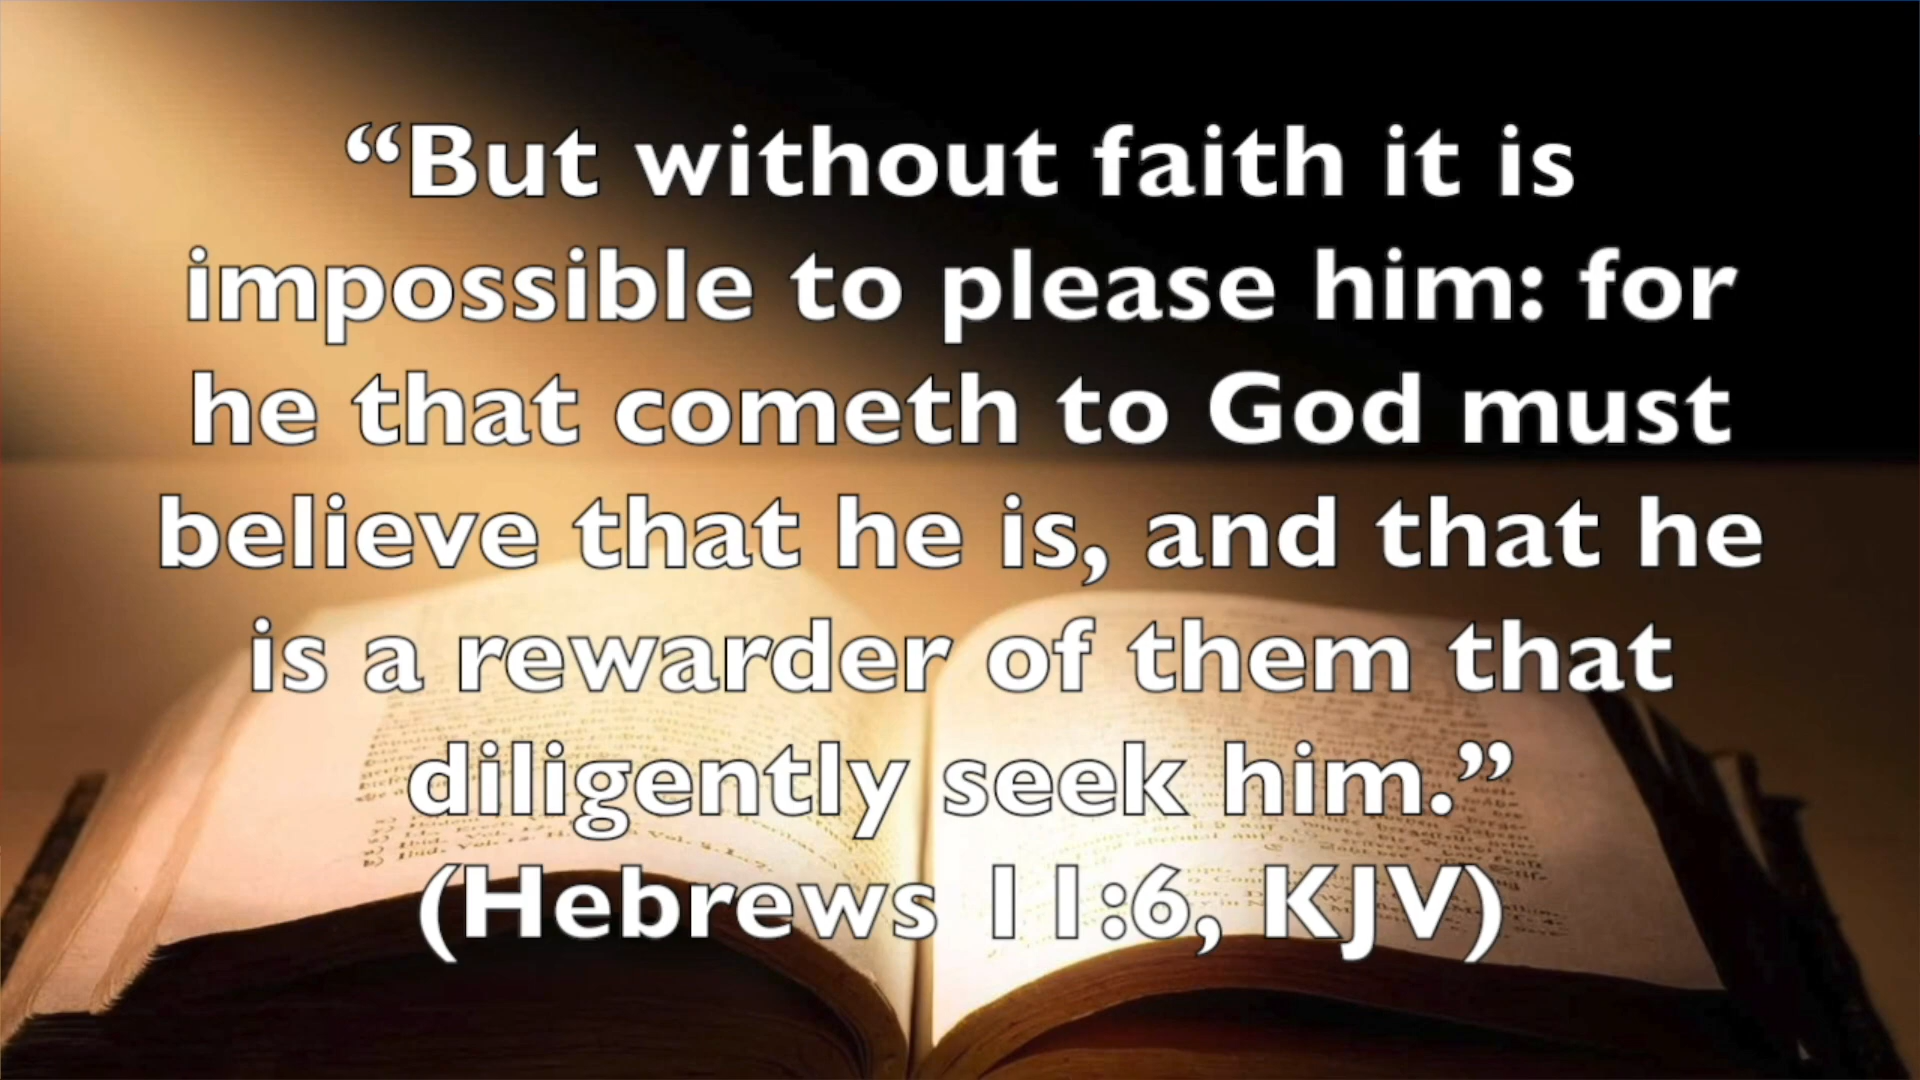 “But without faith it is
impossible to please him: for
he that cometh to God must
believe that he is, and that he
is a rewarder of them that
diligently seek him.”
(Hebrews 11:6, KJV)